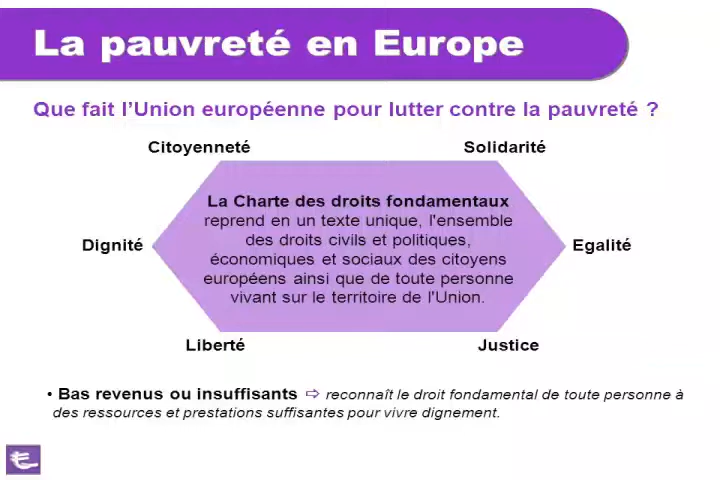 La pauvreté en Europe
Que fait l’Union européenne pour lutter contre la pauvreté ?
Citoyenneté
Solidarité
La Charte des droits fondamentaux
reprend en un texte unique, l'ensemble
des droits civils et politiques,
économiques et sociaux des citoyens
européens ainsi que de toute personne
vivant sur le territoire de l'Union.
Dignité
Egalité
Liberté
Justice
• Bas revenus ou insuffisants ⇨ reconnaît le droit fondamental de toute personne à
des ressources et prestations suffisantes pour vivre dignement.